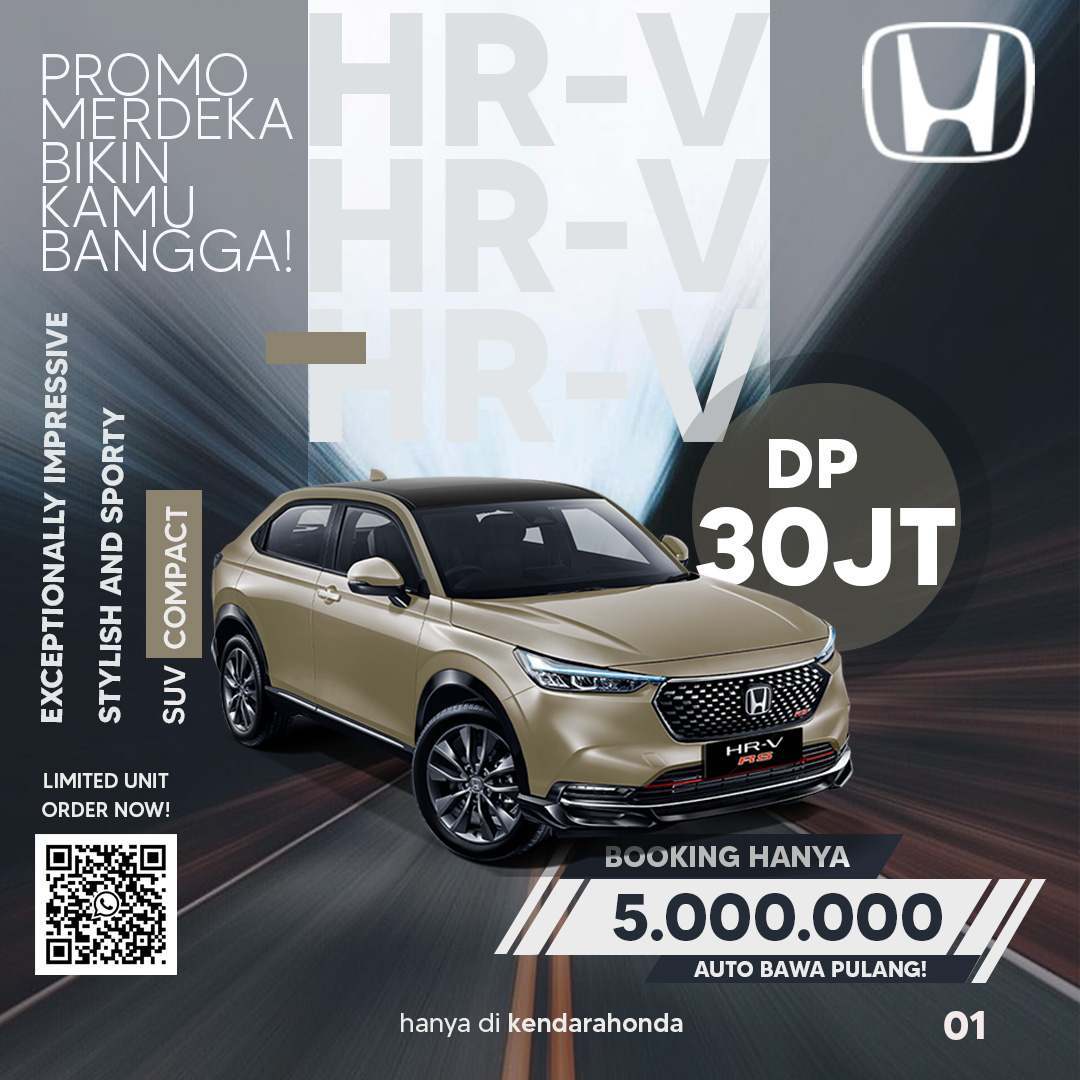 PROMO
MERDEKA
BIKIN
KAMU
BANGGA!
HR-V
HR-V
HR-V
EXCEPTIONALLY IMPRESSIVE
STYLISH AND SPORTY
SUV COMPACT
DP
30JT
HR-V
RS
LIMITED UNIT
ORDER NOW!
BOOKING HANYA
5.000.000
AUTO BAWA PULANG!
hanya di kendarahonda
01